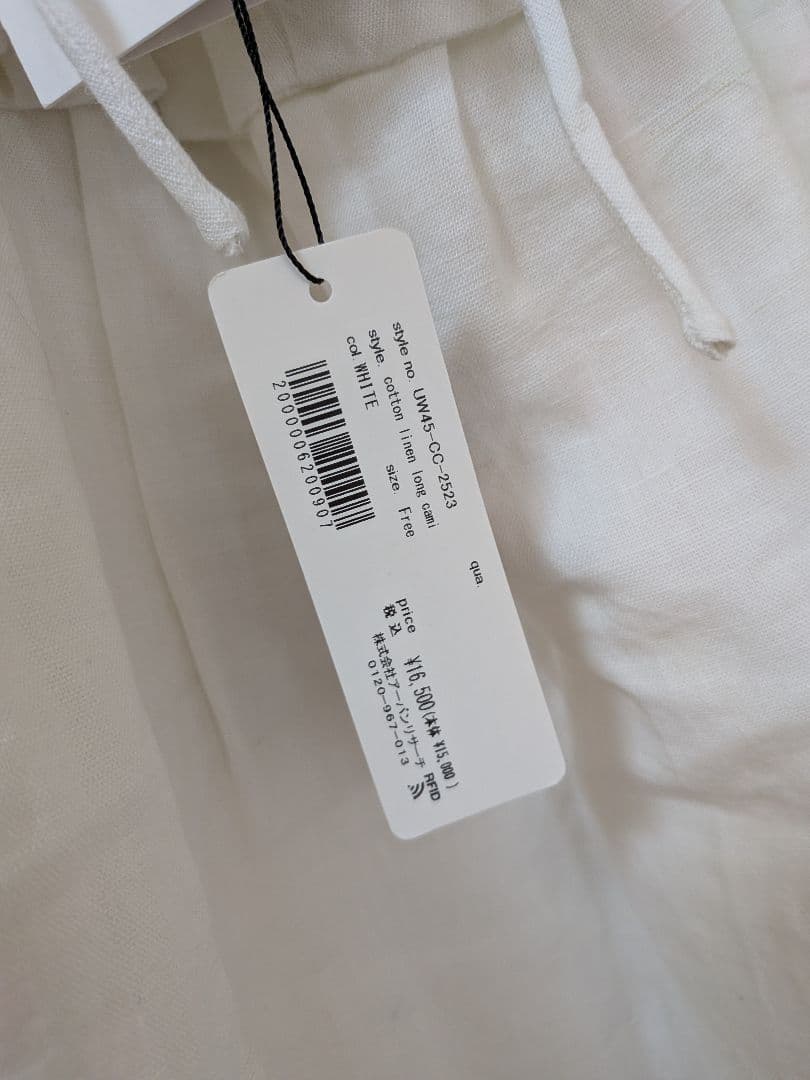 style no. UW45-CC-2523
style. cotton linen long cami
col. WHITE size. Free
2000006200907
qua.
price
税込 ¥16,500(本体 ¥15,000)
株式会社アーバンリサーチ RFID
0120-967-013